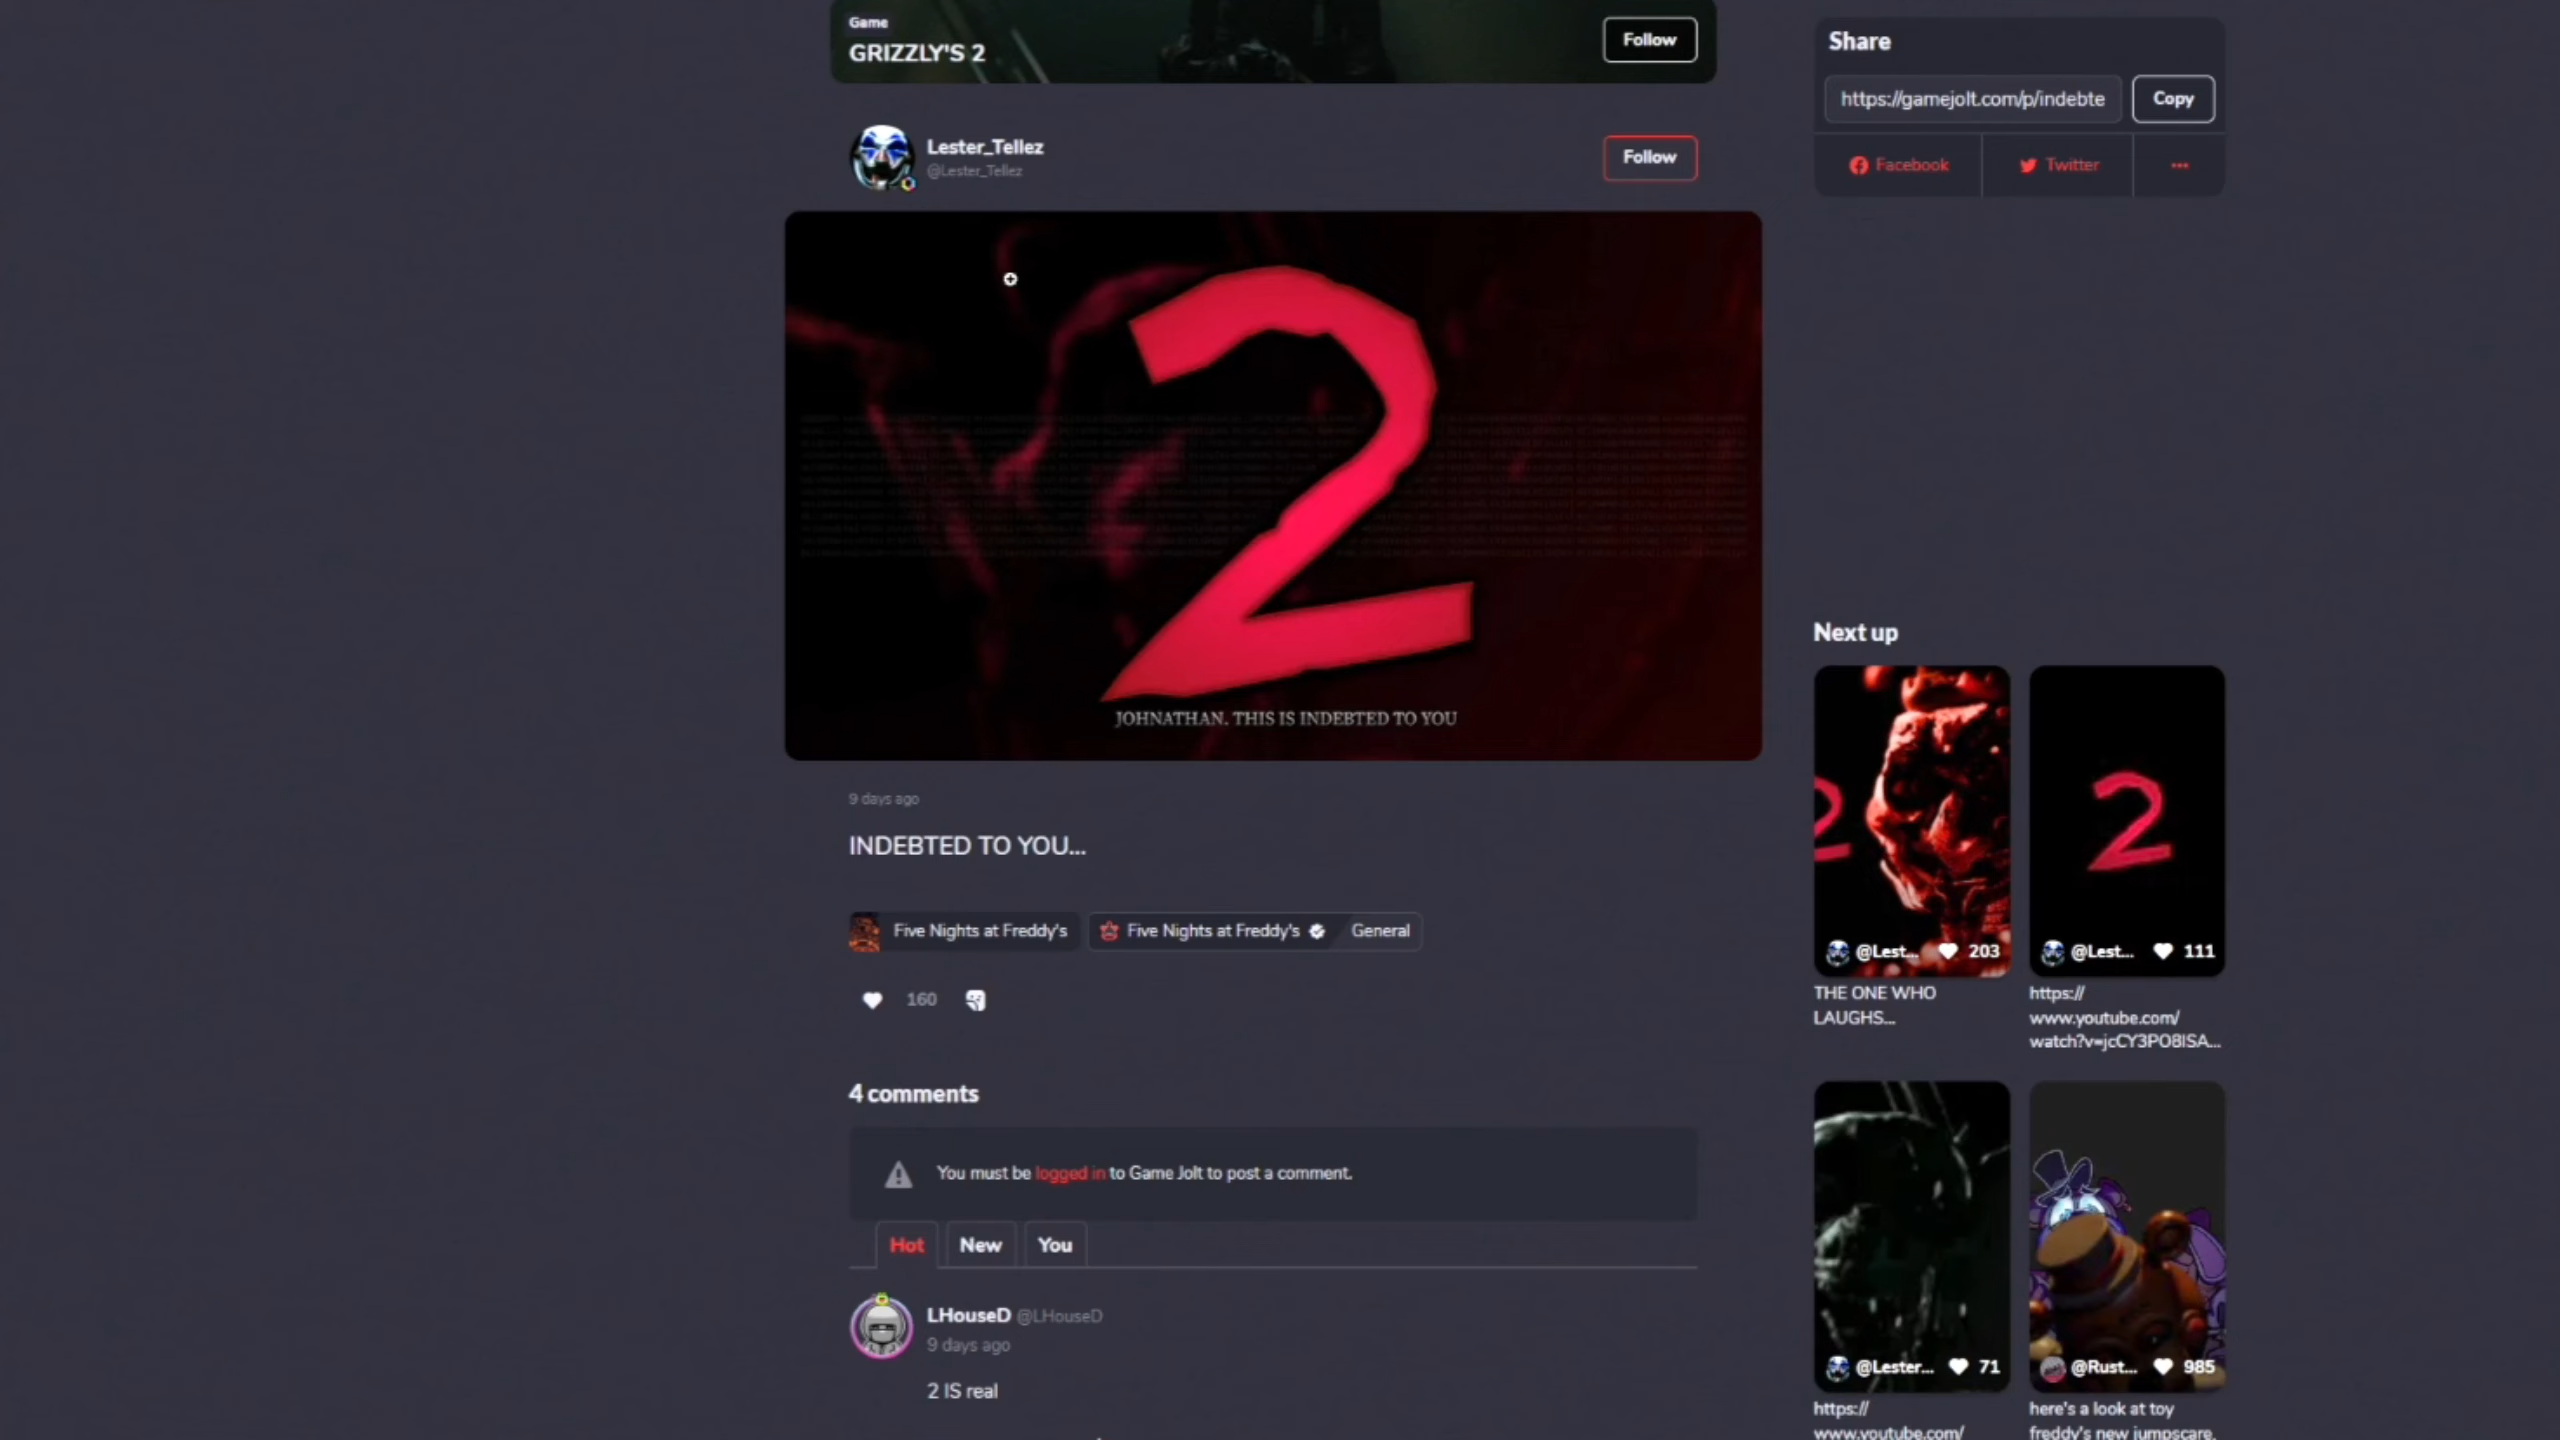 Game
GRIZZLY'S 2
Follow
Lester_Tellez
@Lester_Tellez
Follow
2
JOHNATHAN. THIS IS INDEBTED TO YOU
9 days ago
INDEBTED TO YOU...
Five Nights at Freddy's
Five Nights at Freddy's
General
160
4 comments
You must be logged in to Game Jolt to post a comment.
Hot
New
You
LHouseD @LHouseD
9 days ago
2 IS real
Share
https://gamejolt.com/p/indebte
Copy
Facebook
Twitter
Next up
2
@Lest... 203
THE ONE WHO
LAUGHS...
2
@Lest... 111
https://
www.youtube.com/
watch?v=jcCY3PO8ISA...
@Lester... 71
https://
www.youtube.com/
@Rust... 985
here's a look at toy
freddy's new jumpscare.